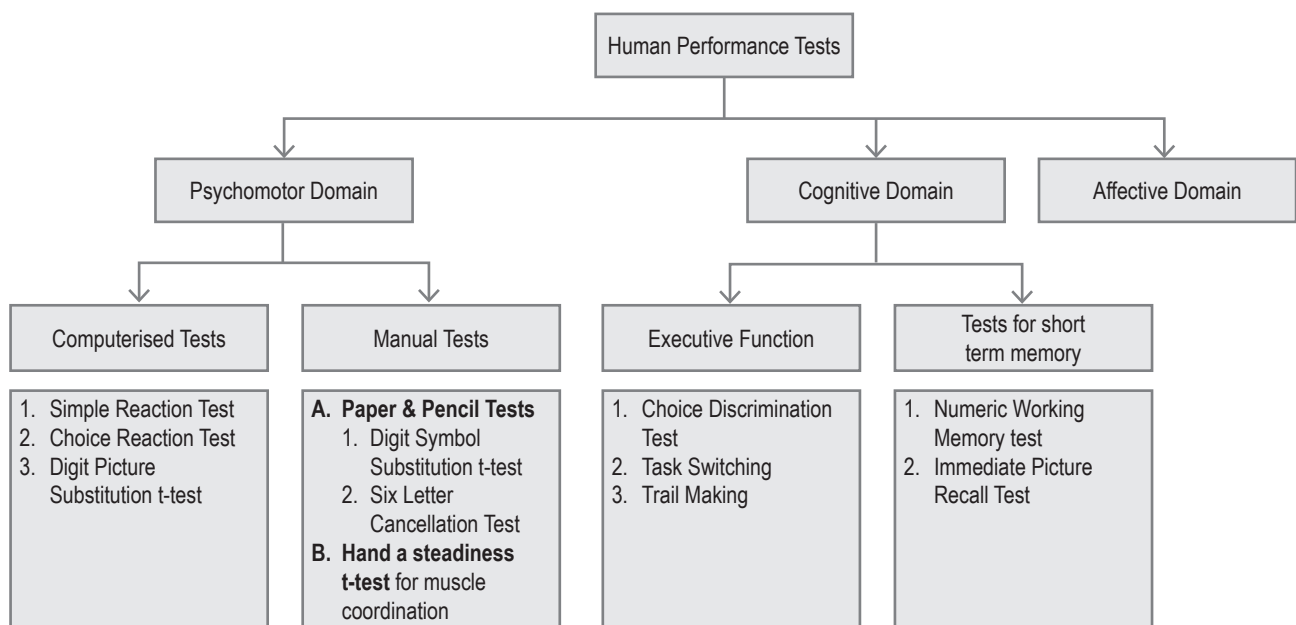 Human Performance Tests
Psychomotor Domain
Cognitive Domain
Affective Domain
Computerised Tests
Manual Tests
Executive Function
Tests for short
term memory
1. Simple Reaction Test
2. Choice Reaction Test
3. Digit Picture
Substitution t-test
A. Paper & Pencil Tests
1. Digit Symbol
Substitution t-test
2. Six Letter
Cancellation Test
B. Hand a steadiness
t-test for muscle
coordination
1. Choice Discrimination
Test
2. Task Switching
3. Trail Making
1. Numeric Working
Memory test
2. Immediate Picture
Recall Test